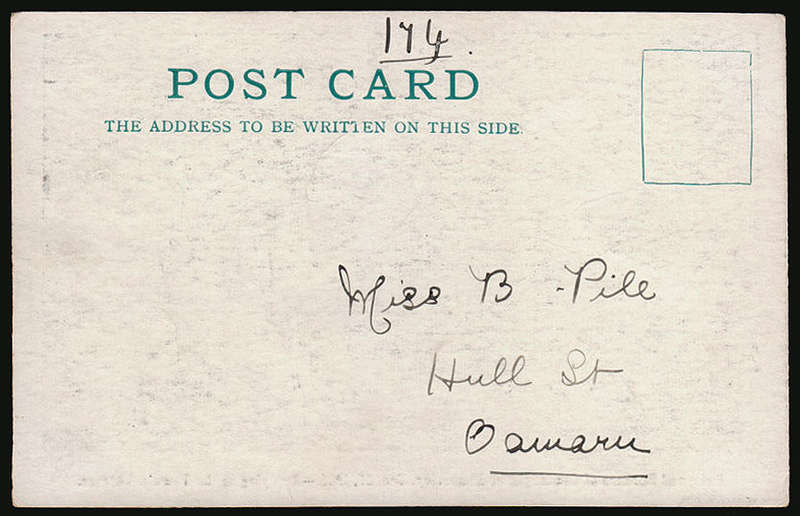 174.
POST CARD
THE ADDRESS TO BE WRITTEN ON THIS SIDE.
Miss B Pile
Hull St
Oamaru